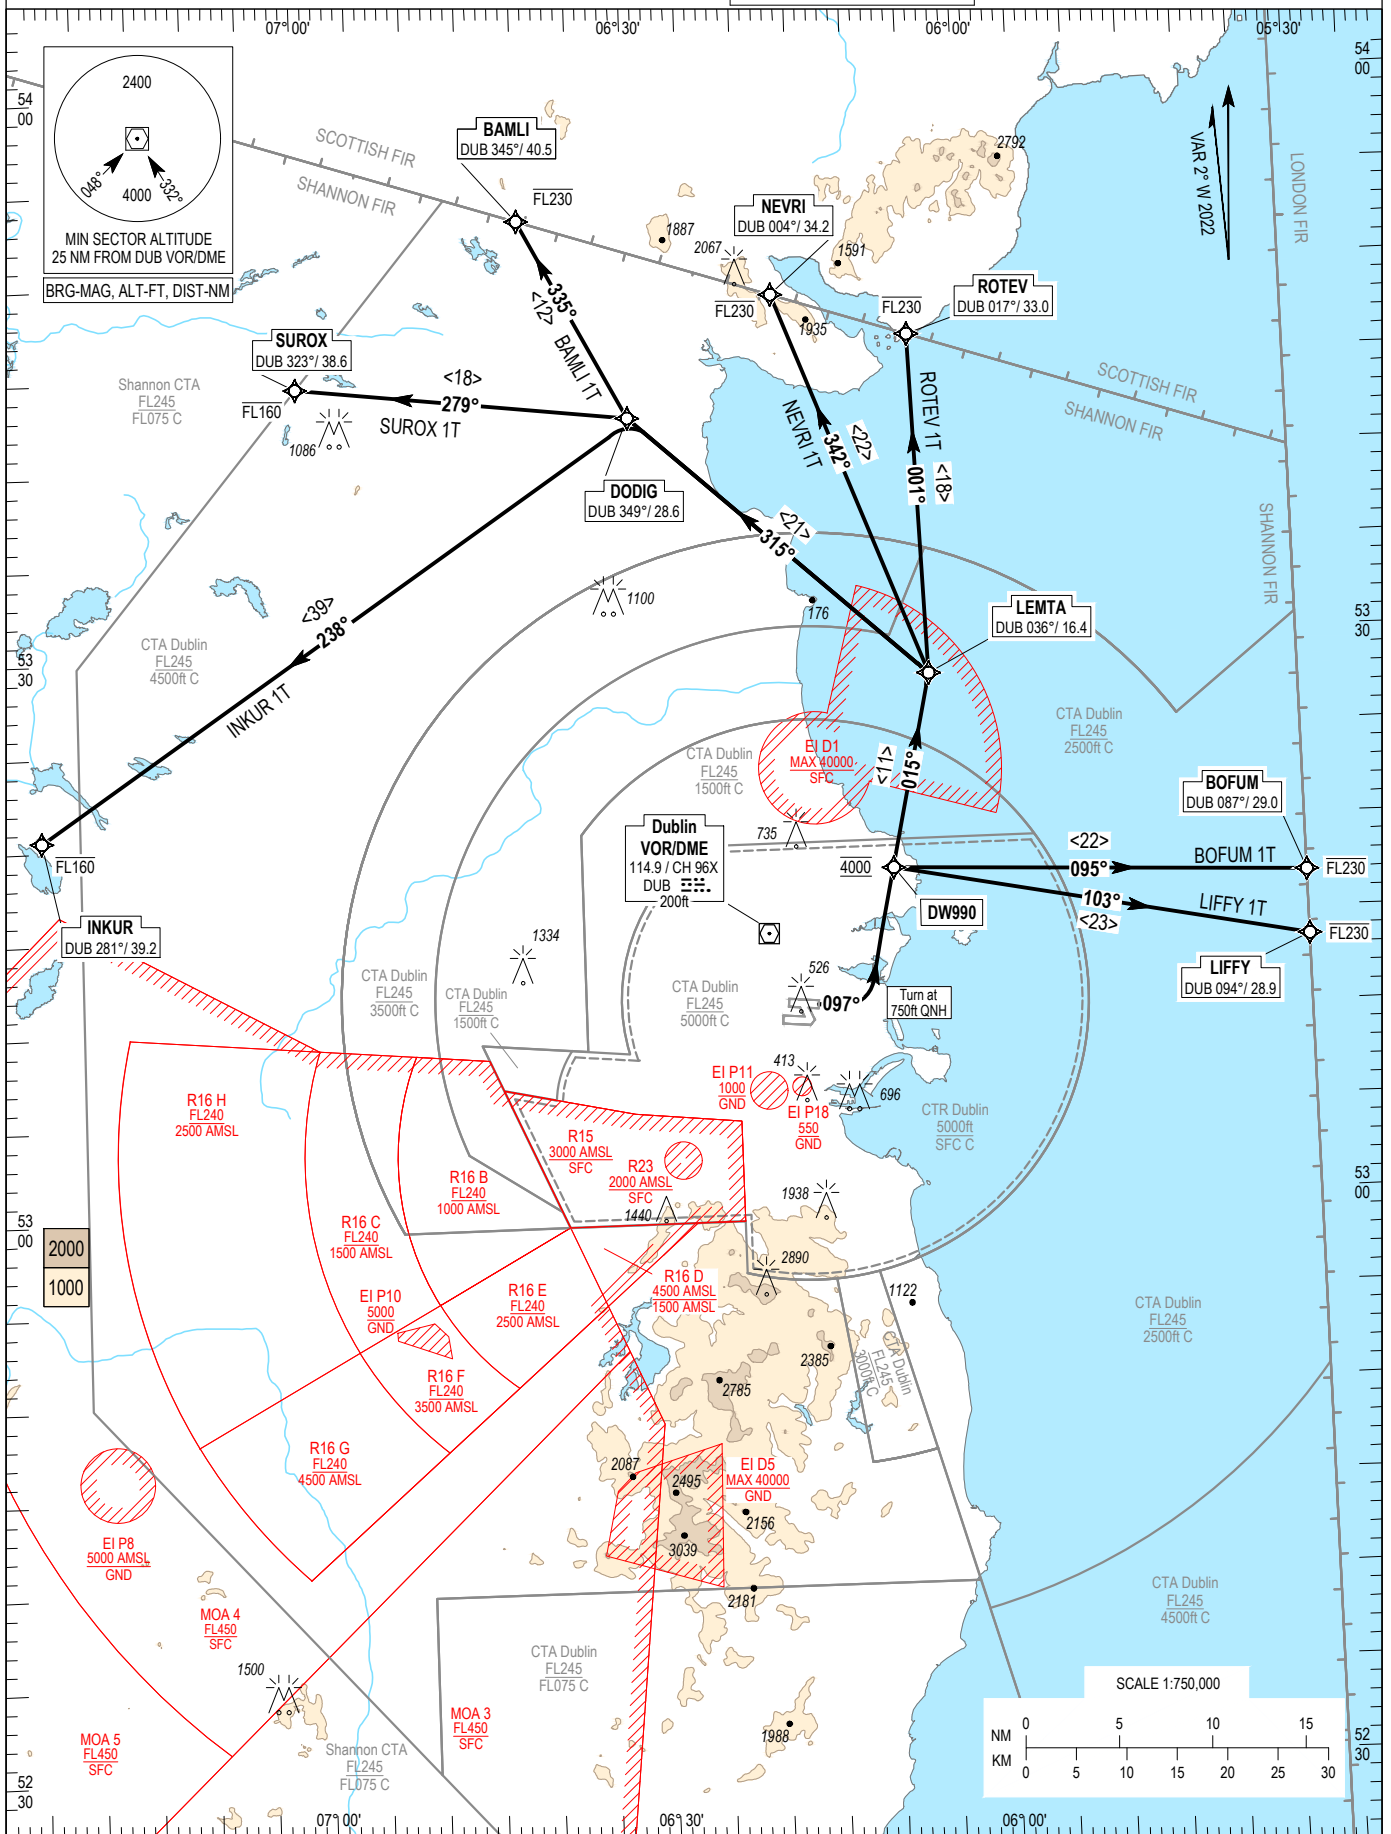 07°00'
06°30'
06°00'
05°30'
54
00
54
00
2400
048°
332°
4000
MIN SECTOR ALTITUDE
25 NM FROM DUB VOR/DME
BRG-MAG, ALT-FT, DIST-NM
SCOTTISH FIR
SHANNON FIR
BAMLI
DUB 345°/ 40.5
FL230
2792
VAR 2° W 2022
LONDON FIR
NEVRI
DUB 004°/ 34.2
1887
2067
1591
FL230
1935
FL230
ROTEV
DUB 017°/ 33.0
335°
<12>
BAMLI 1T
SUROX
DUB 323°/ 38.6
FL160
<18>
279°
SUROX 1T
1086
Shannon CTA
FL245
FL075 C
SCOTTISH FIR
SHANNON FIR
ROTEV 1T
001°
<18>
NEVRI 1T
342°
<22>
DODIG
DUB 349°/ 28.6
<21>
315°
SHANNON FIR
1100
176
LEMTA
DUB 036°/ 16.4
53
30
53
30
<39>
238°
INKUR 1T
CTA Dublin
FL245
4500ft C
CTA Dublin
FL245
2500ft C
CTA Dublin
FL245
1500ft C
EI D1
MAX 40000
SFC
<11>
015°
BOFUM
DUB 087°/ 29.0
<22>
095°
BOFUM 1T
FL230
Dublin
VOR/DME
114.9 / CH 96X
DUB
200ft
735
4000
DW990
103°
<23>
LIFFY 1T
FL230
LIFFY
DUB 094°/ 28.9
FL160
INKUR
DUB 281°/ 39.2
1334
526
097°
Turn at
750ft QNH
CTA Dublin
FL245
3500ft C
CTA Dublin
FL245
1500ft C
CTA Dublin
FL245
5000ft C
413
696
EI P11
1000
GND
EI P18
550
GND
CTR Dublin
5000ft
SFC C
R16 H
FL240
2500 AMSL
R15
3000 AMSL
SFC
R23
2000 AMSL
SFC
R16 B
FL240
1000 AMSL
1440
1938
53
00
53
00
R16 C
FL240
1500 AMSL
2000
1000
2890
R16 D
4500 AMSL
1500 AMSL
R16 E
FL240
2500 AMSL
EI P10
5000
GND
1122
CTA Dublin
FL245
2500ft C
CTA Dublin
FL245
3000ft C
2385
2785
R16 F
FL240
3500 AMSL
R16 G
FL240
4500 AMSL
2087
2495
EI D5
MAX 40000
GND
2156
3039
2181
EI P8
5000 AMSL
GND
CTA Dublin
FL245
4500ft C
MOA 4
FL450
SFC
1500
CTA Dublin
FL245
FL075 C
MOA 3
FL450
SFC
1988
MOA 5
FL450
SFC
Shannon CTA
FL245
FL075 C
SCALE 1:750,000
NM 0 5 10 15
KM 0 5 10 15 20 25 30
52
30
52
30
07°00'
06°30'
06°00'